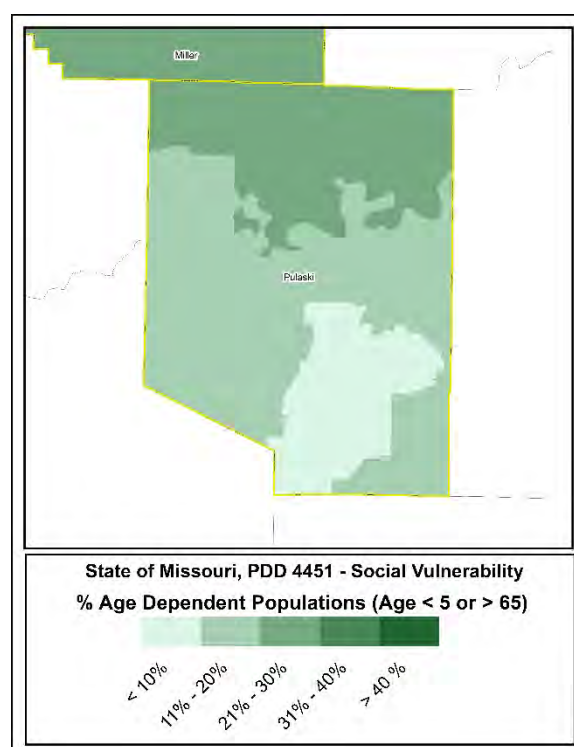 Miller
Pulaski
State of Missouri, PDD 4451 - Social Vulnerability
% Age Dependent Populations (Age < 5 or > 65)
< 10%
11% - 20%
21% - 30%
31% - 40%
> 40 %